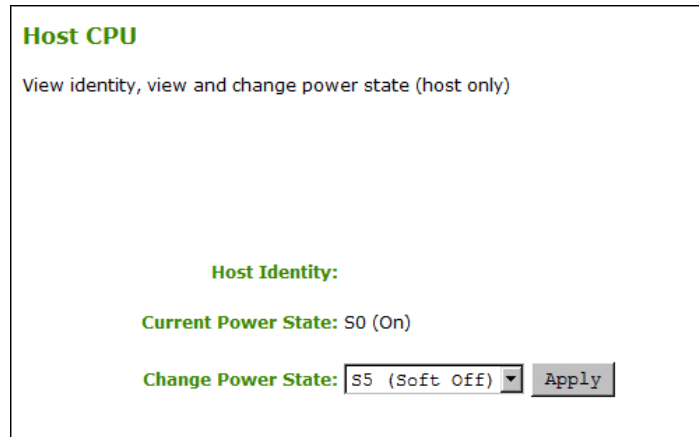 Host CPU
View identity, view and change power state (host only)
Host Identity:
Current Power State: S0 (On)
Change Power State: S5 (Soft Off) Apply